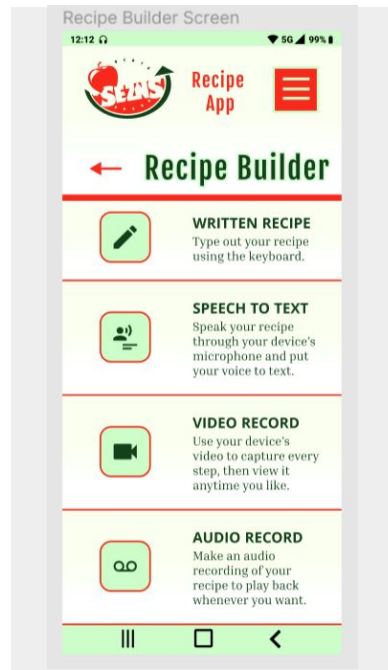 Recipe Builder Screen
12:12 5G 99%
SEZNS
Recipe
App
Recipe Builder
WRITTEN RECIPE
Type out your recipe
using the keyboard.
SPEECH TO TEXT
Speak your recipe
through your device's
microphone and put
your voice to text.
VIDEO RECORD
Use your device's
video to capture every
step, then view it
anytime you like.
AUDIO RECORD
Make an audio
recording of your
recipe to play back
whenever you want.